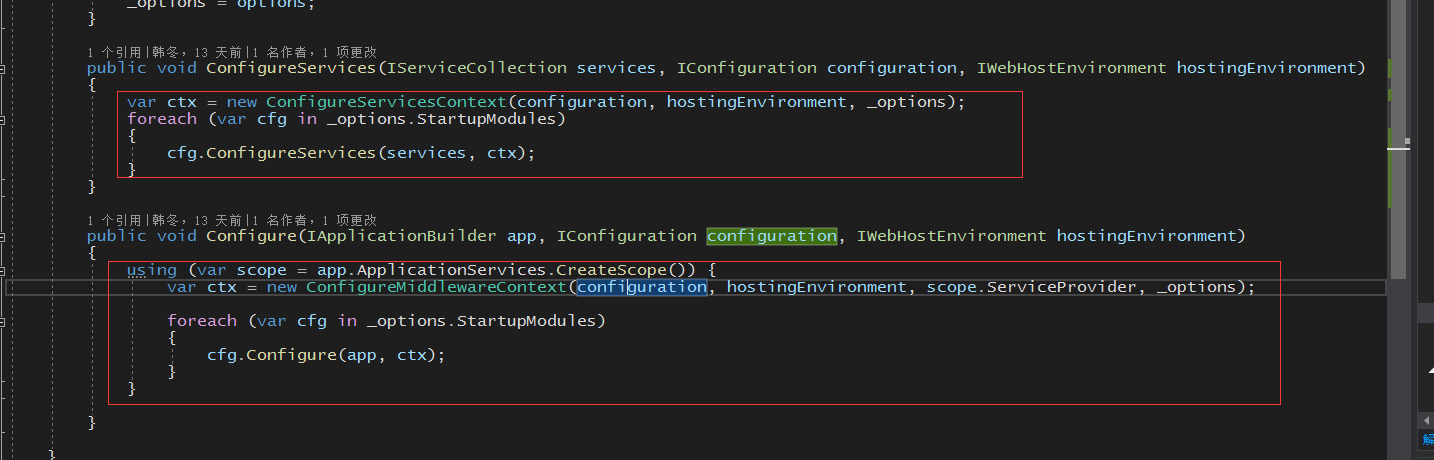 _options = options;
}
1 个引用|韩冬，13 天前|1 名作者，1 项更改
public void ConfigureServices(IServiceCollection services, IConfiguration configuration, IWebHostEnvironment hostingEnvironment)
{
var ctx = new ConfigureServicesContext(configuration, hostingEnvironment, _options);
foreach (var cfg in _options.StartupModules)
{
cfg.ConfigureServices(services, ctx);
}
}
1 个引用|韩冬，13 天前|1 名作者，1 项更改
public void Configure(IApplicationBuilder app, IConfiguration configuration, IWebHostEnvironment hostingEnvironment)
{
using (var scope = app.ApplicationServices.CreateScope()) {
var ctx = new ConfigureMiddlewareContext(configuration, hostingEnvironment, scope.ServiceProvider, _options);
foreach (var cfg in _options.StartupModules)
{
cfg.Configure(app, ctx);
}
}
}
}
解